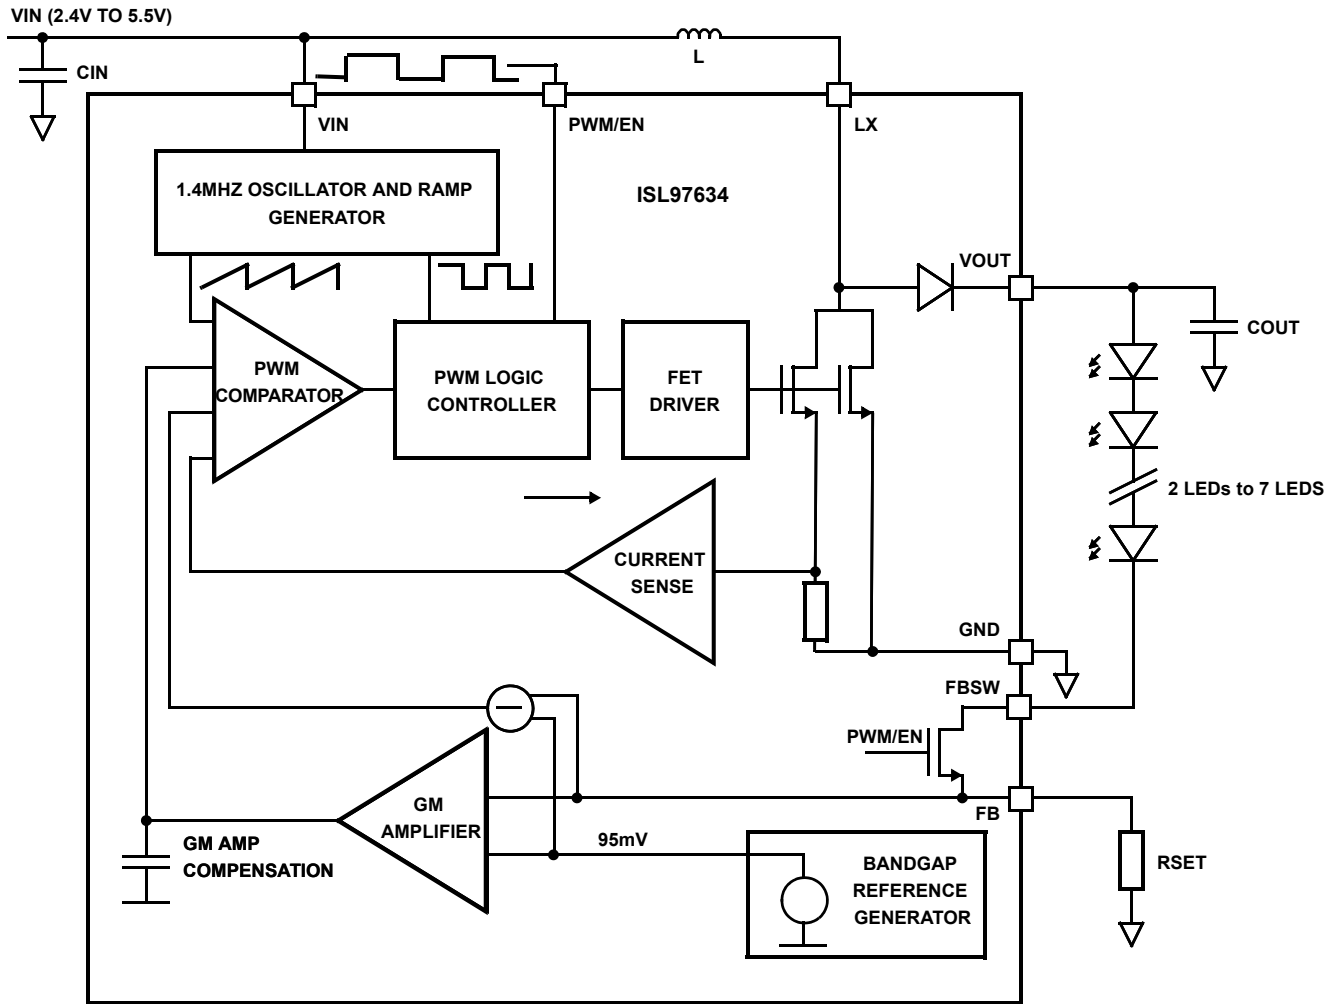 VIN (2.4V TO 5.5V)
CIN
L
VIN
PWM/EN
LX
1.4MHZ OSCILLATOR AND RAMP
GENERATOR
ISL97634
VOUT
COUT
PWM
COMPARATOR
PWM LOGIC
CONTROLLER
FET
DRIVER
2 LEDs to 7 LEDS
CURRENT
SENSE
GND
FBSW
PWM/EN
GM
AMPLIFIER
FB
95mV
GM AMP
COMPENSATION
BANDGAP
REFERENCE
GENERATOR
RSET